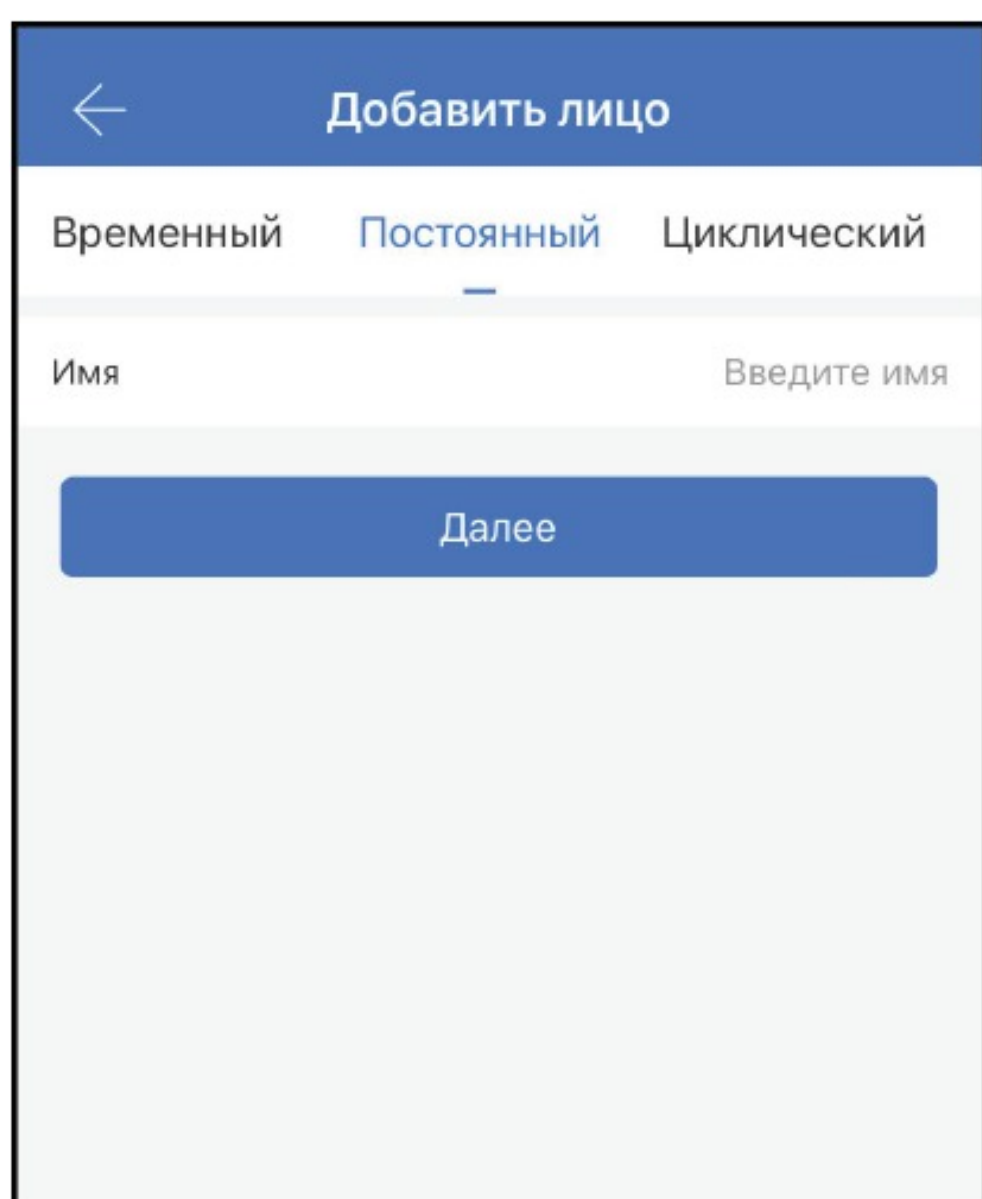 Добавить лицо
Временный Постоянный Циклический
Имя Введите имя
Далее